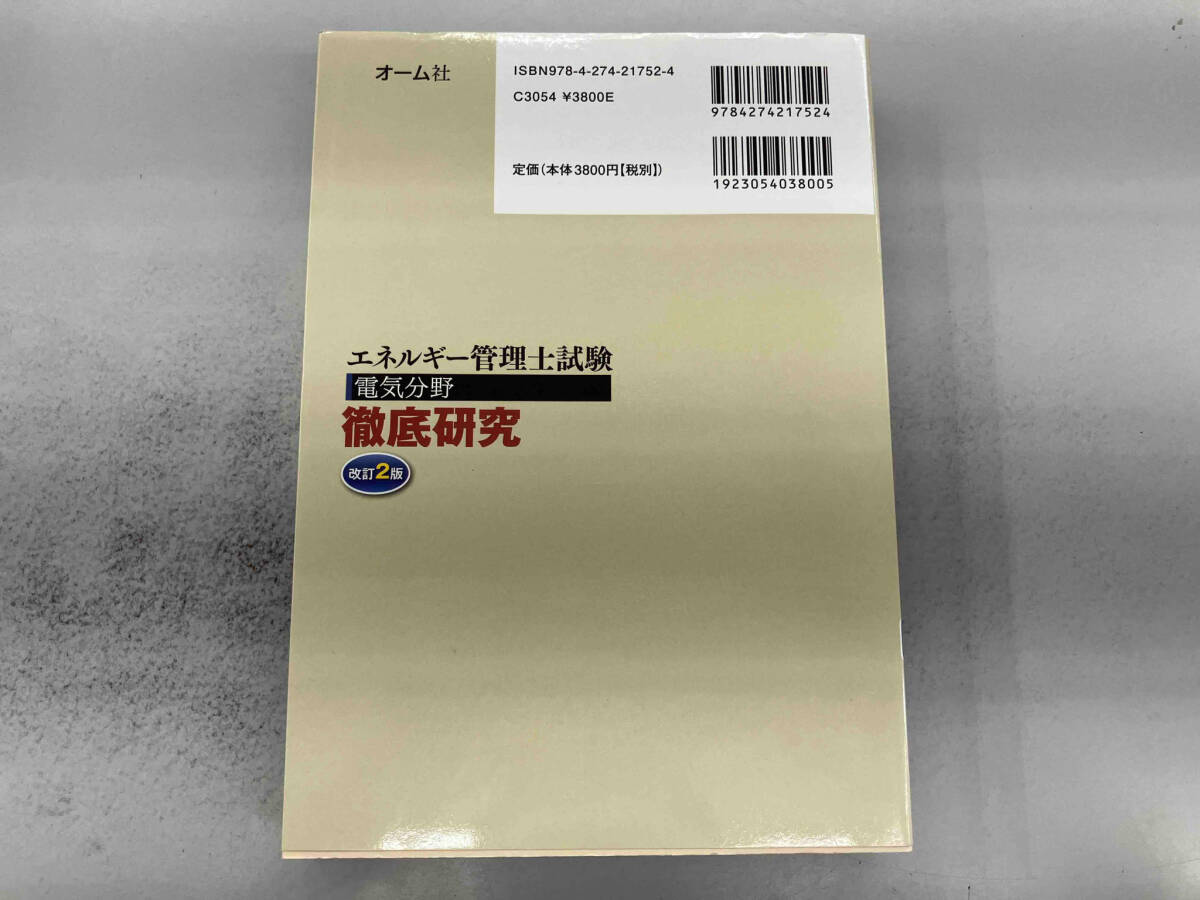 オーム社
ISBN978-4-274-21752-4
C3054 ¥3800E
定価(本体3800円【税別】)
9784274217524
1923054038005
エネルギー管理士試験
電気分野
徹底研究
改訂2版